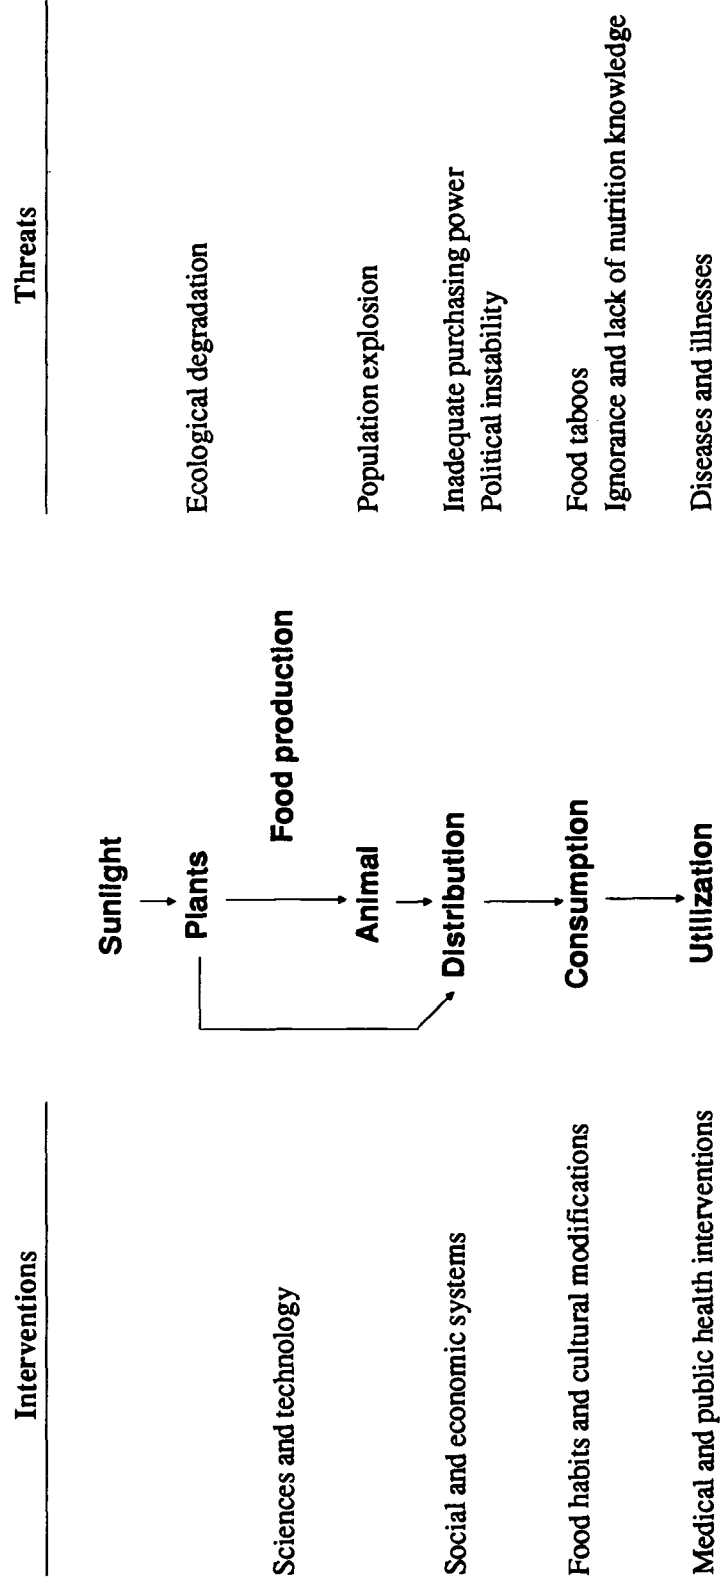 Interventions
Threats
Sunlight
Plants
Ecological degradation
Sciences and technology
Food production
Animal
Population explosion
Social and economic systems
Distribution
Inadequate purchasing power
Political instability
Food habits and cultural modifications
Consumption
Food taboos
Ignorance and lack of nutrition knowledge
Medical and public health interventions
Utilization
Diseases and illnesses